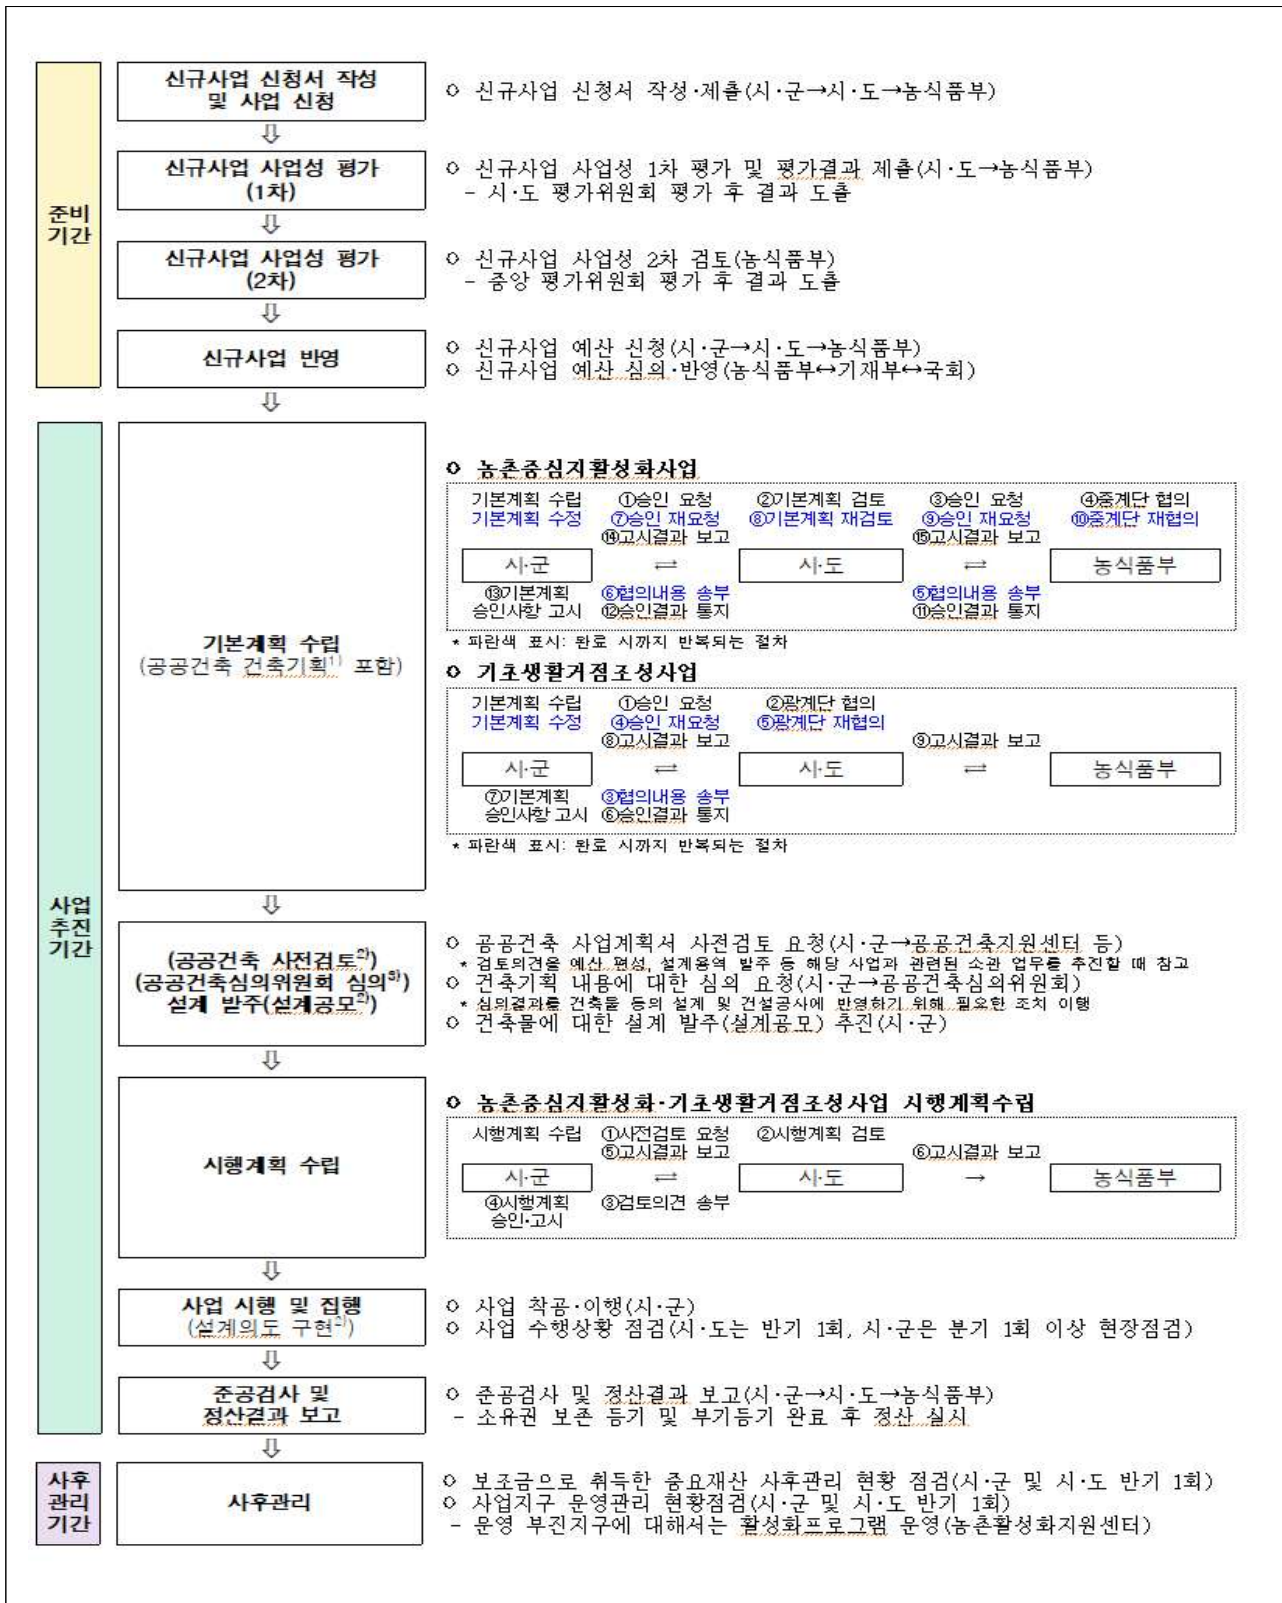 준비
기간
신규사업 신청서 작성
및 사업 신청
○ 신규사업 신청서 작성·제출(시·군→시·도→농식품부)
⇩
신규사업 사업성 평가
(1차)
○ 신규사업 사업성 1차 평가 및 평가결과 제출(시·도→농식품부)
- 시·도 평가위원회 평가 후 결과 도출
⇩
신규사업 사업성 평가
(2차)
○ 신규사업 사업성 2차 검토(농식품부)
- 중앙 평가위원회 평가 후 결과 도출
⇩
신규사업 반영
○ 신규사업 예산 신청(시·군→시·도→농식품부)
○ 신규사업 예산 심의·반영(농식품부↔기재부↔국회)
⇩
사업
추진
기간
기본계획 수립
(공공건축 건축기획1) 포함)
○ 농촌중심지활성화사업
기본계획 수립 ①승인 요청 ②기본계획 검토 ③승인 요청 ④중계단 협의
기본계획 수정 ⑦승인 재요청 ⑧기본계획 재검토 ⑨승인 재요청 ⑩중계단 재협의
⑭고시결과 보고 ⑮고시결과 보고
시·군 ⇄ 시·도 ⇄ 농식품부
⑬기본계획 ⑥협의내용 송부 ⑤협의내용 송부
승인사항 고시 ⑫승인결과 통지 ⑪승인결과 통지
* 파란색 표시: 완료 시까지 반복되는 절차
○ 기초생활거점조성사업
기본계획 수립 ①승인 요청 ②광계단 협의
기본계획 수정 ④승인 재요청 ⑤광계단 재협의
⑧고시결과 보고 ⑨고시결과 보고
시·군 ⇄ 시·도 ⇄ 농식품부
⑦기본계획 ③협의내용 송부
승인사항 고시 ⑥승인결과 통지
* 파란색 표시: 완료 시까지 반복되는 절차
⇩
(공공건축 사전검토2))
(공공건축심의위원회 심의3))
설계 발주(설계공모2))
○ 공공건축 사업계획서 사전검토 요청(시·군→공공건축지원센터 등)
* 검토의견을 예산 편성, 설계용역 발주 등 해당 사업과 관련된 소관 업무를 추진할 때 참고
○ 건축기획 내용에 대한 심의 요청(시·군→공공건축심의위원회)
* 심의결과를 건축물 등의 설계 및 건설공사에 반영하기 위해 필요한 조치 이행
○ 건축물에 대한 설계 발주(설계공모) 추진(시·군)
⇩
시행계획 수립
○ 농촌중심지활성화·기초생활거점조성사업 시행계획수립
시행계획 수립 ①사전검토 요청 ②시행계획 검토
⑤고시결과 보고 ⑥고시결과 보고
시·군 ⇄ 시·도 → 농식품부
④시행계획 ③검토의견 송부
승인·고시
⇩
사업 시행 및 집행
(설계의도 구현2))
○ 사업 착공·이행(시·군)
○ 사업 수행상황 점검(시·도는 반기 1회, 시·군은 분기 1회 이상 현장점검)
⇩
준공검사 및
정산결과 보고
○ 준공검사 및 정산결과 보고(시·군→시·도→농식품부)
- 소유권 보존 등기 및 부기등기 완료 후 정산 실시
⇩
사후
관리
기간
사후관리
○ 보조금으로 취득한 중요재산 사후관리 현황 점검(시·군 및 시·도 반기 1회)
○ 사업지구 운영관리 현황점검(시·군 및 시·도 반기 1회)
- 운영 부진지구에 대해서는 활성화프로그램 운영(농촌활성화지원센터)